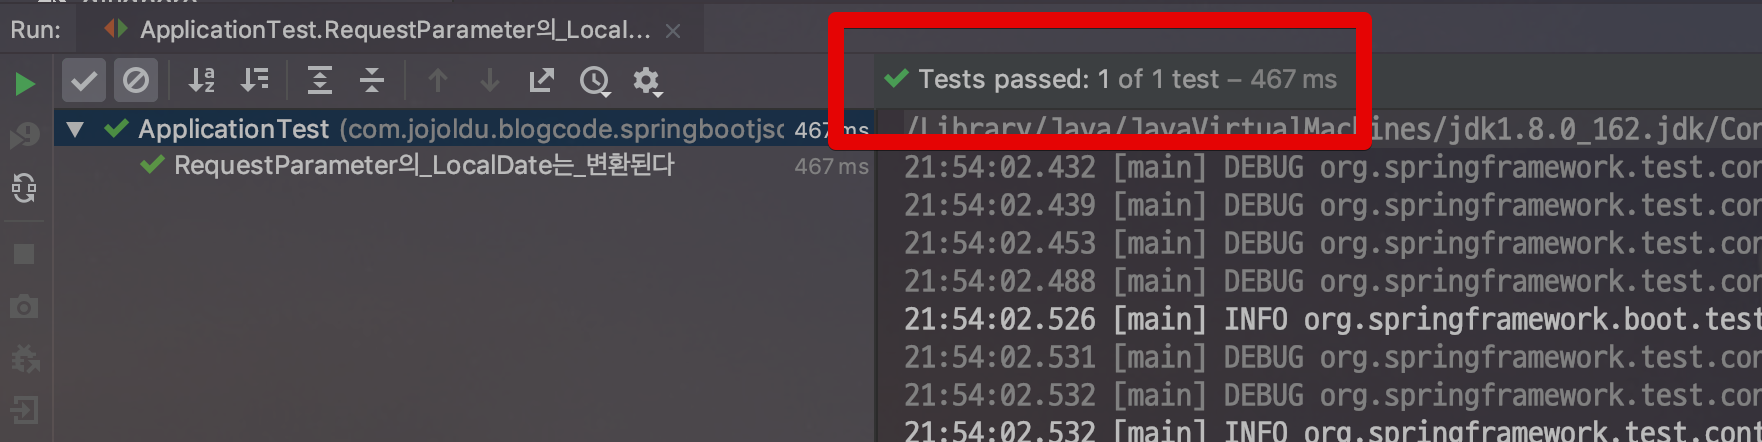 Run: ApplicationTest.RequestParameter의_Local...
Tests passed: 1 of 1 test – 467 ms
ApplicationTest (com.jojoldu.blogcode.springbootjsc 467 ms
RequestParameter의_LocalDate는_변환된다 467 ms
/Library/Java/JavaVirtualMachines/jdk1.8.0_162.jdk/Con
21:54:02.432 [main] DEBUG org.springframework.test.con
21:54:02.439 [main] DEBUG org.springframework.test.con
21:54:02.453 [main] DEBUG org.springframework.test.con
21:54:02.488 [main] DEBUG org.springframework.test.con
21:54:02.526 [main] INFO org.springframework.boot.test
21:54:02.531 [main] DEBUG org.springframework.test.con
21:54:02.532 [main] DEBUG org.springframework.test.con
21:54:02.532 [main] INFO org.springframework.test.cont